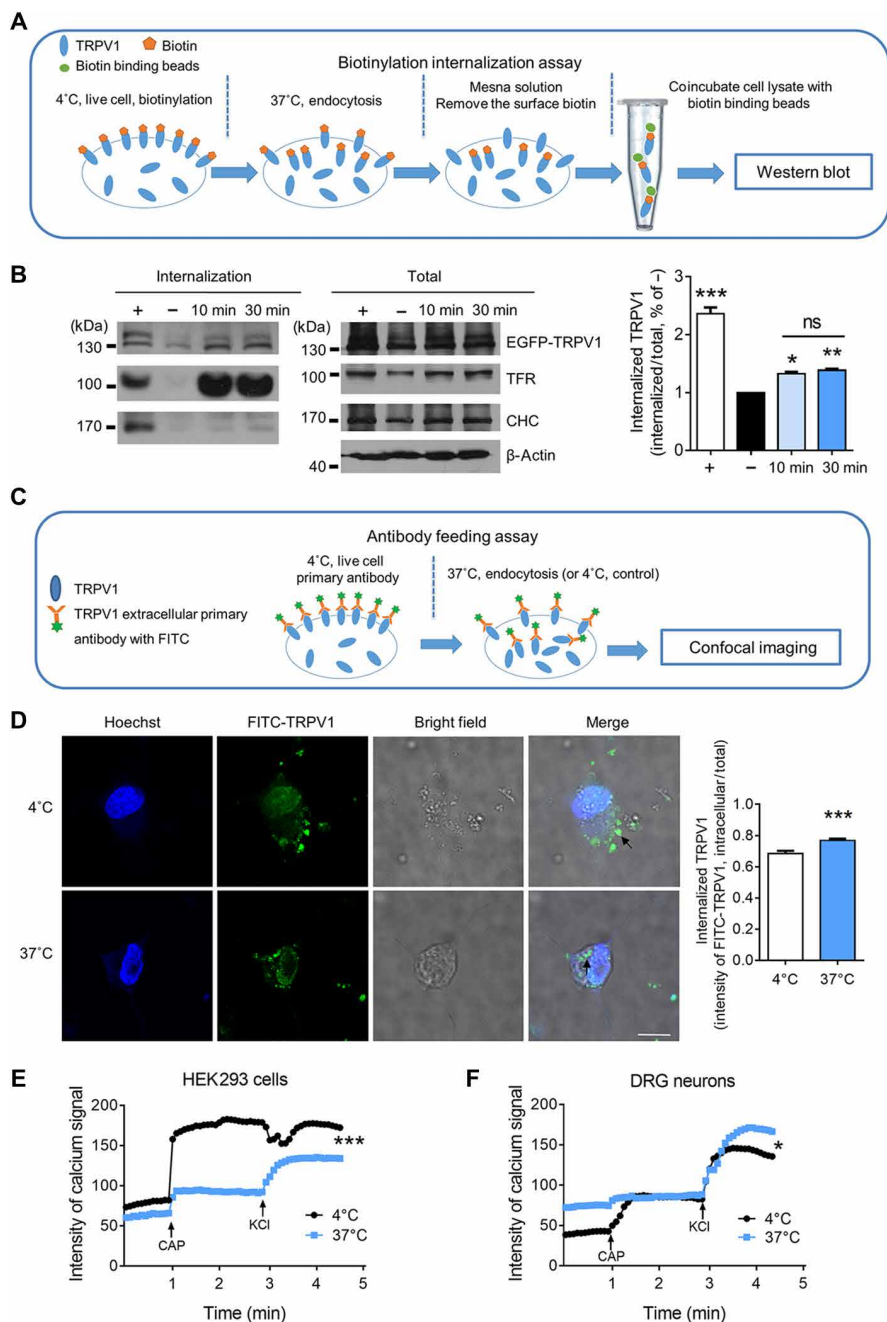 A
TRPV1 Biotin
Biotin binding beads
Biotinylation internalization assay
4˚C, live cell, biotinylation
37˚C, endocytosis
Mesna solution
Remove the surface biotin
Coincubate cell lysate with
biotin binding beads
Western blot
B
Internalization
+ – 10 min 30 min
(kDa)
130
100
170
Total
+ – 10 min 30 min
(kDa)
130
100
170
40
EGFP-TRPV1
TFR
CHC
β-Actin
Internalized TRPV1
(internalized/total, % of –)
3
2
1
0
***
ns
* **
+ – 10 min 30 min
C
Antibody feeding assay
TRPV1
TRPV1 extracellular primary
antibody with FITC
4˚C, live cell
primary antibody
37˚C, endocytosis (or 4˚C, control)
Confocal imaging
D
Hoechst FITC-TRPV1 Bright field Merge
4˚C
37˚C
Internalized TRPV1
(intensity of FITC-TRPV1, intracellular/total)
1.0
0.8
0.6
0.4
0.2
0.0
***
4°C 37°C
E
HEK293 cells
Intensity of calcium signal
200
150
100
50
0
***
CAP
KCl
4°C
37°C
1 2 3 4 5
Time (min)
F
DRG neurons
Intensity of calcium signal
200
150
100
50
0
*
CAP
KCl
4°C
37°C
1 2 3 4 5
Time (min)